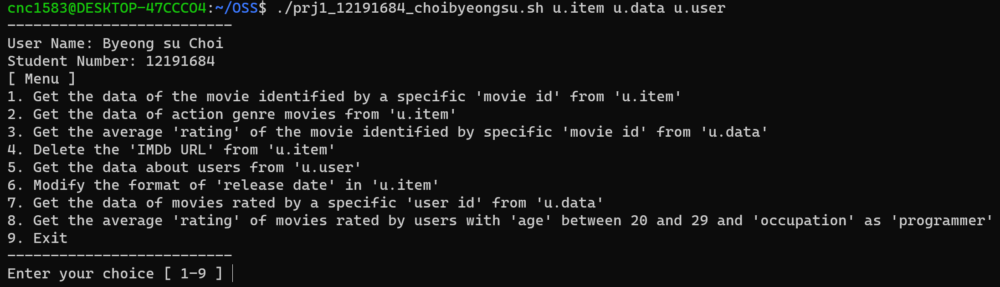 cnc1583@DESKTOP-47CCCO4:~/OSS$ ./prj1_12191684_choibyeongsu.sh u.item u.data u.user
--------------------------
User Name: Byeong su Choi
Student Number: 12191684
[ Menu ]
1. Get the data of the movie identified by a specific 'movie id' from 'u.item'
2. Get the data of action genre movies from 'u.item'
3. Get the average 'rating' of the movie identified by specific 'movie id' from 'u.data'
4. Delete the 'IMDb URL' from 'u.item'
5. Get the data about users from 'u.user'
6. Modify the format of 'release date' in 'u.item'
7. Get the data of movies rated by a specific 'user id' from 'u.data'
8. Get the average 'rating' of movies rated by users with 'age' between 20 and 29 and 'occupation' as 'programmer'
9. Exit
--------------------------
Enter your choice [ 1-9 ]